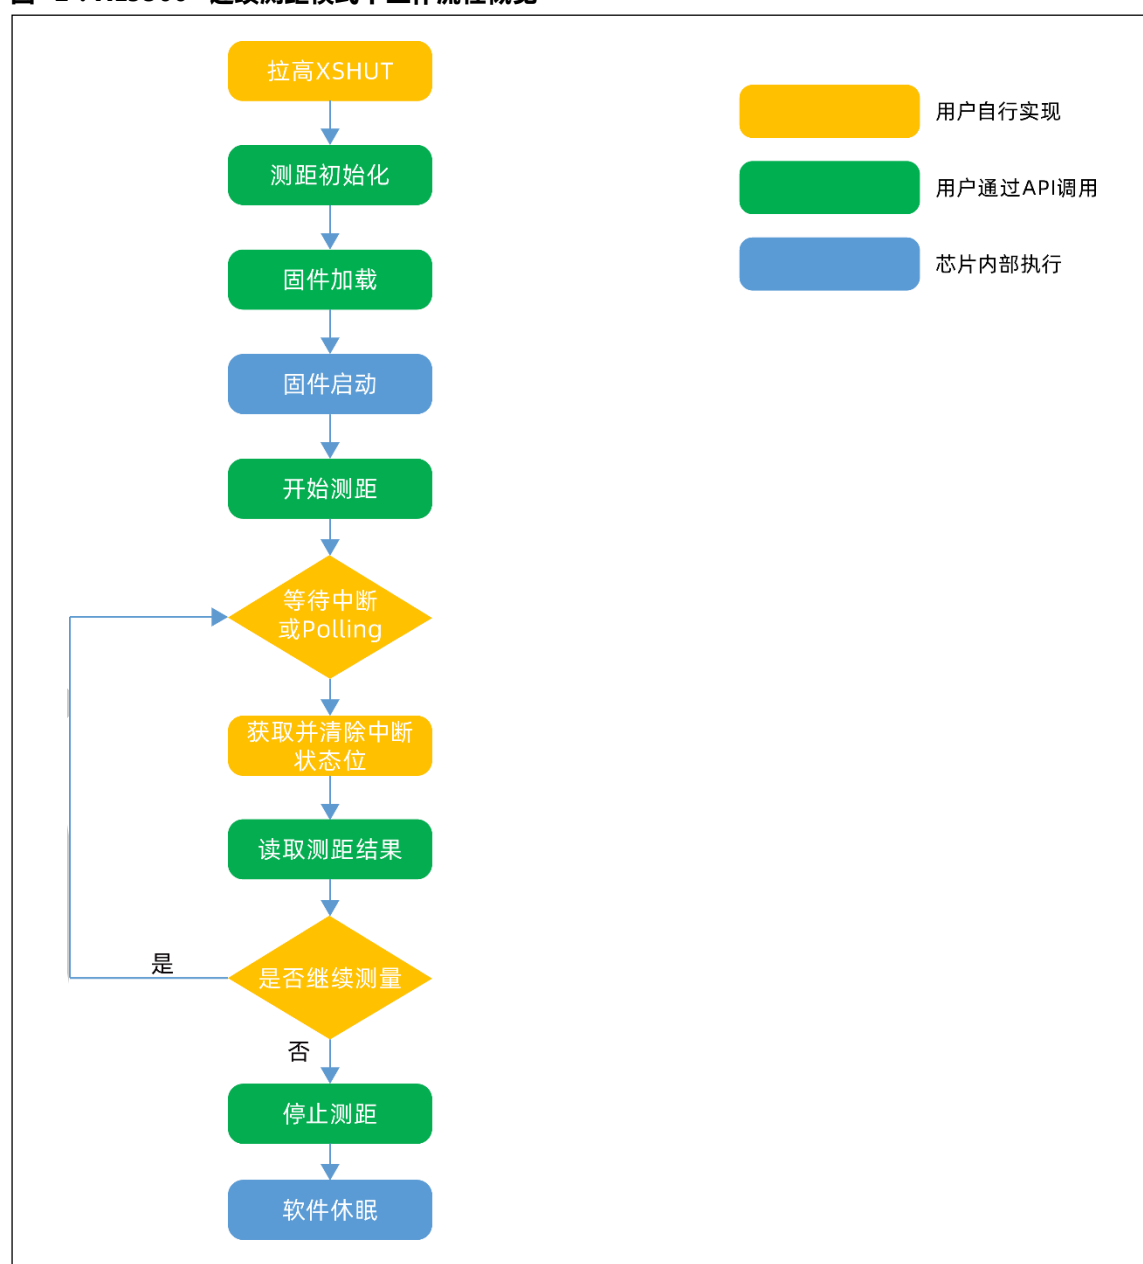 拉高XSHUT
用户自行实现
测距初始化
用户通过API调用
固件加载
芯片内部执行
固件启动
开始测距
等待中断
或Polling
获取并清除中断
状态位
读取测距结果
是
是否继续测量
否
停止测距
软件休眠